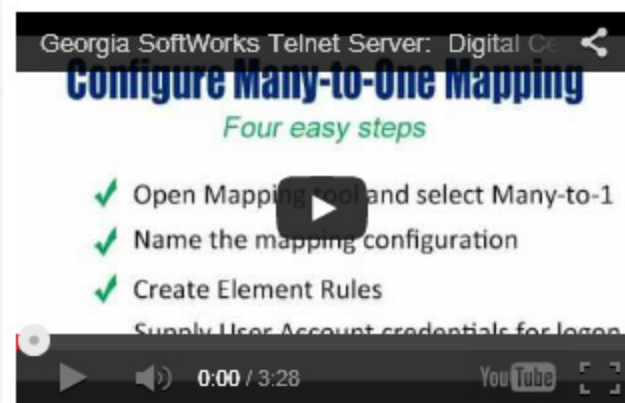 Georgia SoftWorks Telnet Server: Digital Ce
Configure Many-to-One Mapping
Four easy steps
Open Mapping tool and select Many-to-1
Name the mapping configuration
Create Element Rules
Supply User Account credentials for logon
0:00 / 3:28
YouTube